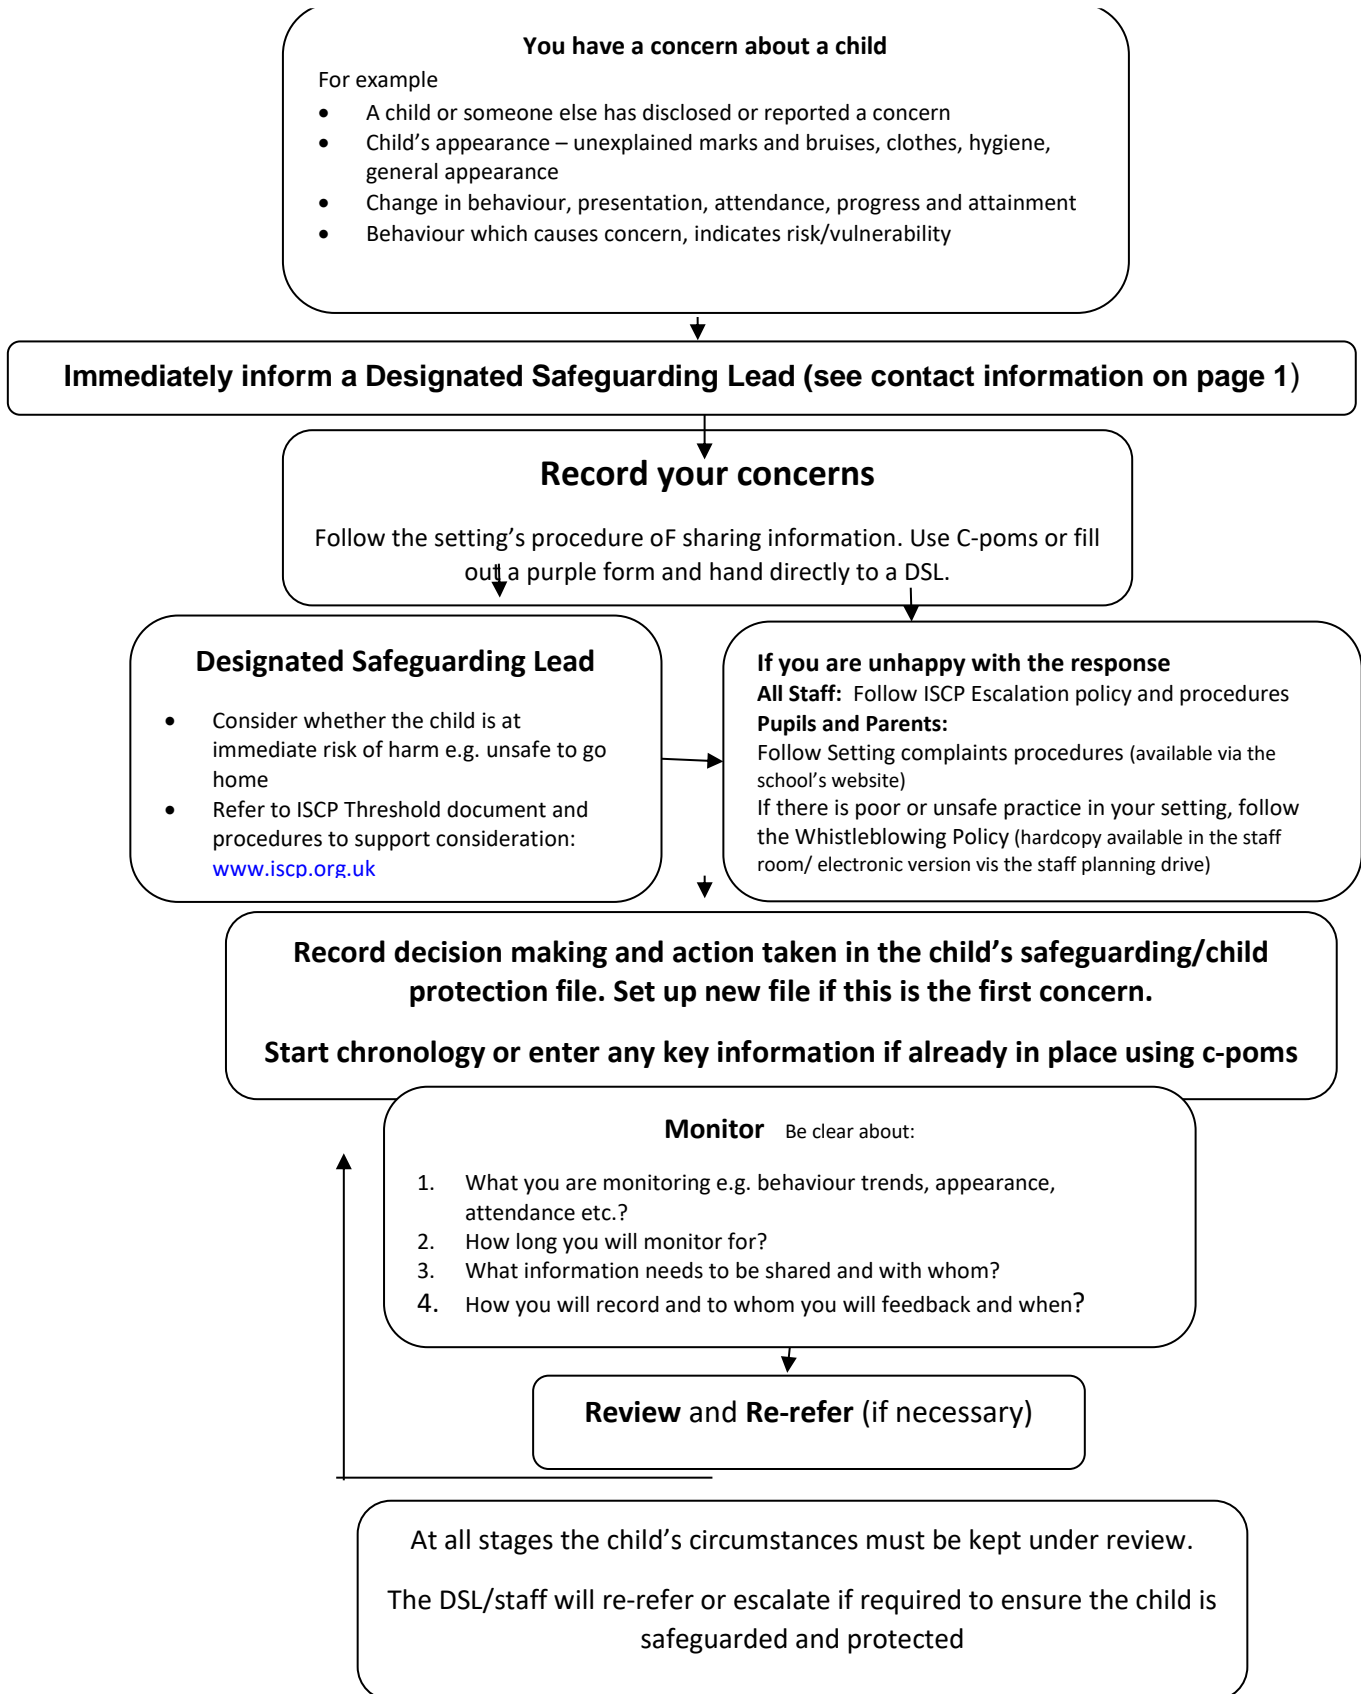 You have a concern about a child
For example
• A child or someone else has disclosed or reported a concern
• Child’s appearance – unexplained marks and bruises, clothes, hygiene,
general appearance
• Change in behaviour, presentation, attendance, progress and attainment
• Behaviour which causes concern, indicates risk/vulnerability
Immediately inform a Designated Safeguarding Lead (see contact information on page 1)
Record your concerns
Follow the setting’s procedure oF sharing information. Use C-poms or fill
out a purple form and hand directly to a DSL.
Designated Safeguarding Lead
• Consider whether the child is at
immediate risk of harm e.g. unsafe to go
home
• Refer to ISCP Threshold document and
procedures to support consideration:
www.iscp.org.uk
If you are unhappy with the response
All Staff: Follow ISCP Escalation policy and procedures
Pupils and Parents:
Follow Setting complaints procedures (available via the
school’s website)
If there is poor or unsafe practice in your setting, follow
the Whistleblowing Policy (hardcopy available in the staff
room/ electronic version vis the staff planning drive)
Record decision making and action taken in the child’s safeguarding/child
protection file. Set up new file if this is the first concern.
Start chronology or enter any key information if already in place using c-poms
Monitor Be clear about:
1. What you are monitoring e.g. behaviour trends, appearance,
attendance etc.?
2. How long you will monitor for?
3. What information needs to be shared and with whom?
4. How you will record and to whom you will feedback and when?
Review and Re-refer (if necessary)
At all stages the child’s circumstances must be kept under review.
The DSL/staff will re-refer or escalate if required to ensure the child is
safeguarded and protected